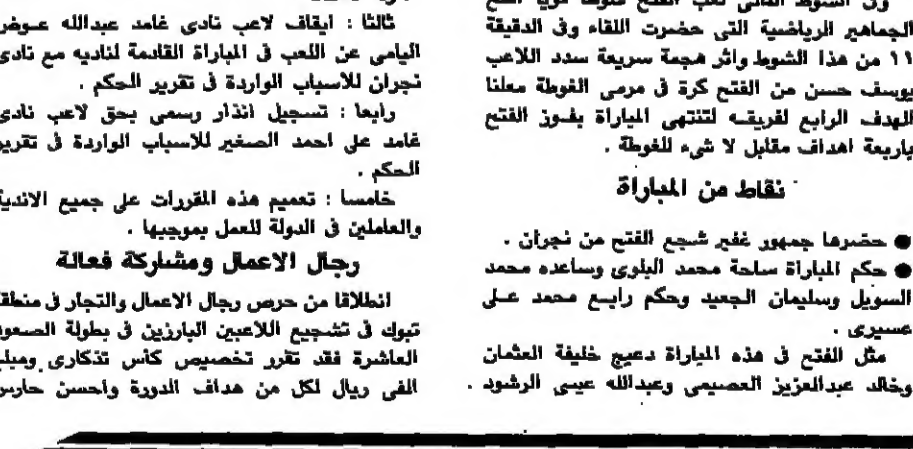 وفى الشوط الثانى لعب الفتح
الجماهير الرياضية التى حضرت اللقاء وفى الدقيقة
١١ من هذا الشوط واثر هجمة سريعة سدد اللاعب
يوسف حسن من الفتح كرة فى مرمى الغوطة معلنا
الهدف الرابع لفريقه لتنتهى المباراة بفوز الفتح
باربعة اهداف مقابل لا شىء للغوطة .
نقاط من المباراة
● حضرها جمهور غفير شجع الفتح من نجران .
● حكم المباراة ساحة محمد البلوى وساعده محمد
السويل وسليمان الجعيد وحكم رابع محمد على
عسيرى .
مثل الفتح فى هذه المباراة دعيج خليفة العثمان
وخالد عبدالعزيز العصيمى وعبدالله عيسى الرشود .
ثالثا : ايقاف لاعب نادى غامد عبدالله عوض
اليامى عن اللعب فى المباراة القادمة لناديه مع نادى
نجران للاسباب الواردة فى تقرير الحكم .
رابعا : تسجيل انذار رسمى بحق لاعب نادى
غامد على احمد الصغير للاسباب الواردة فى تقرير
الحكم .
خامسا : تعميم هذه المقررات على جميع الاندية
والعاملين فى الدولة للعمل بموجبها .
رجال الاعمال ومشاركة فعالة
انطلاقا من حرص رجال الاعمال والتجار فى منطقة
تبوك فى تشجيع اللاعبين البارزين فى بطولة الصعود
العاشرة فقد تقرر تخصيص كأس تذكارى ومبلغ
الفى ريال لكل من هداف الدورة واحسن حارس